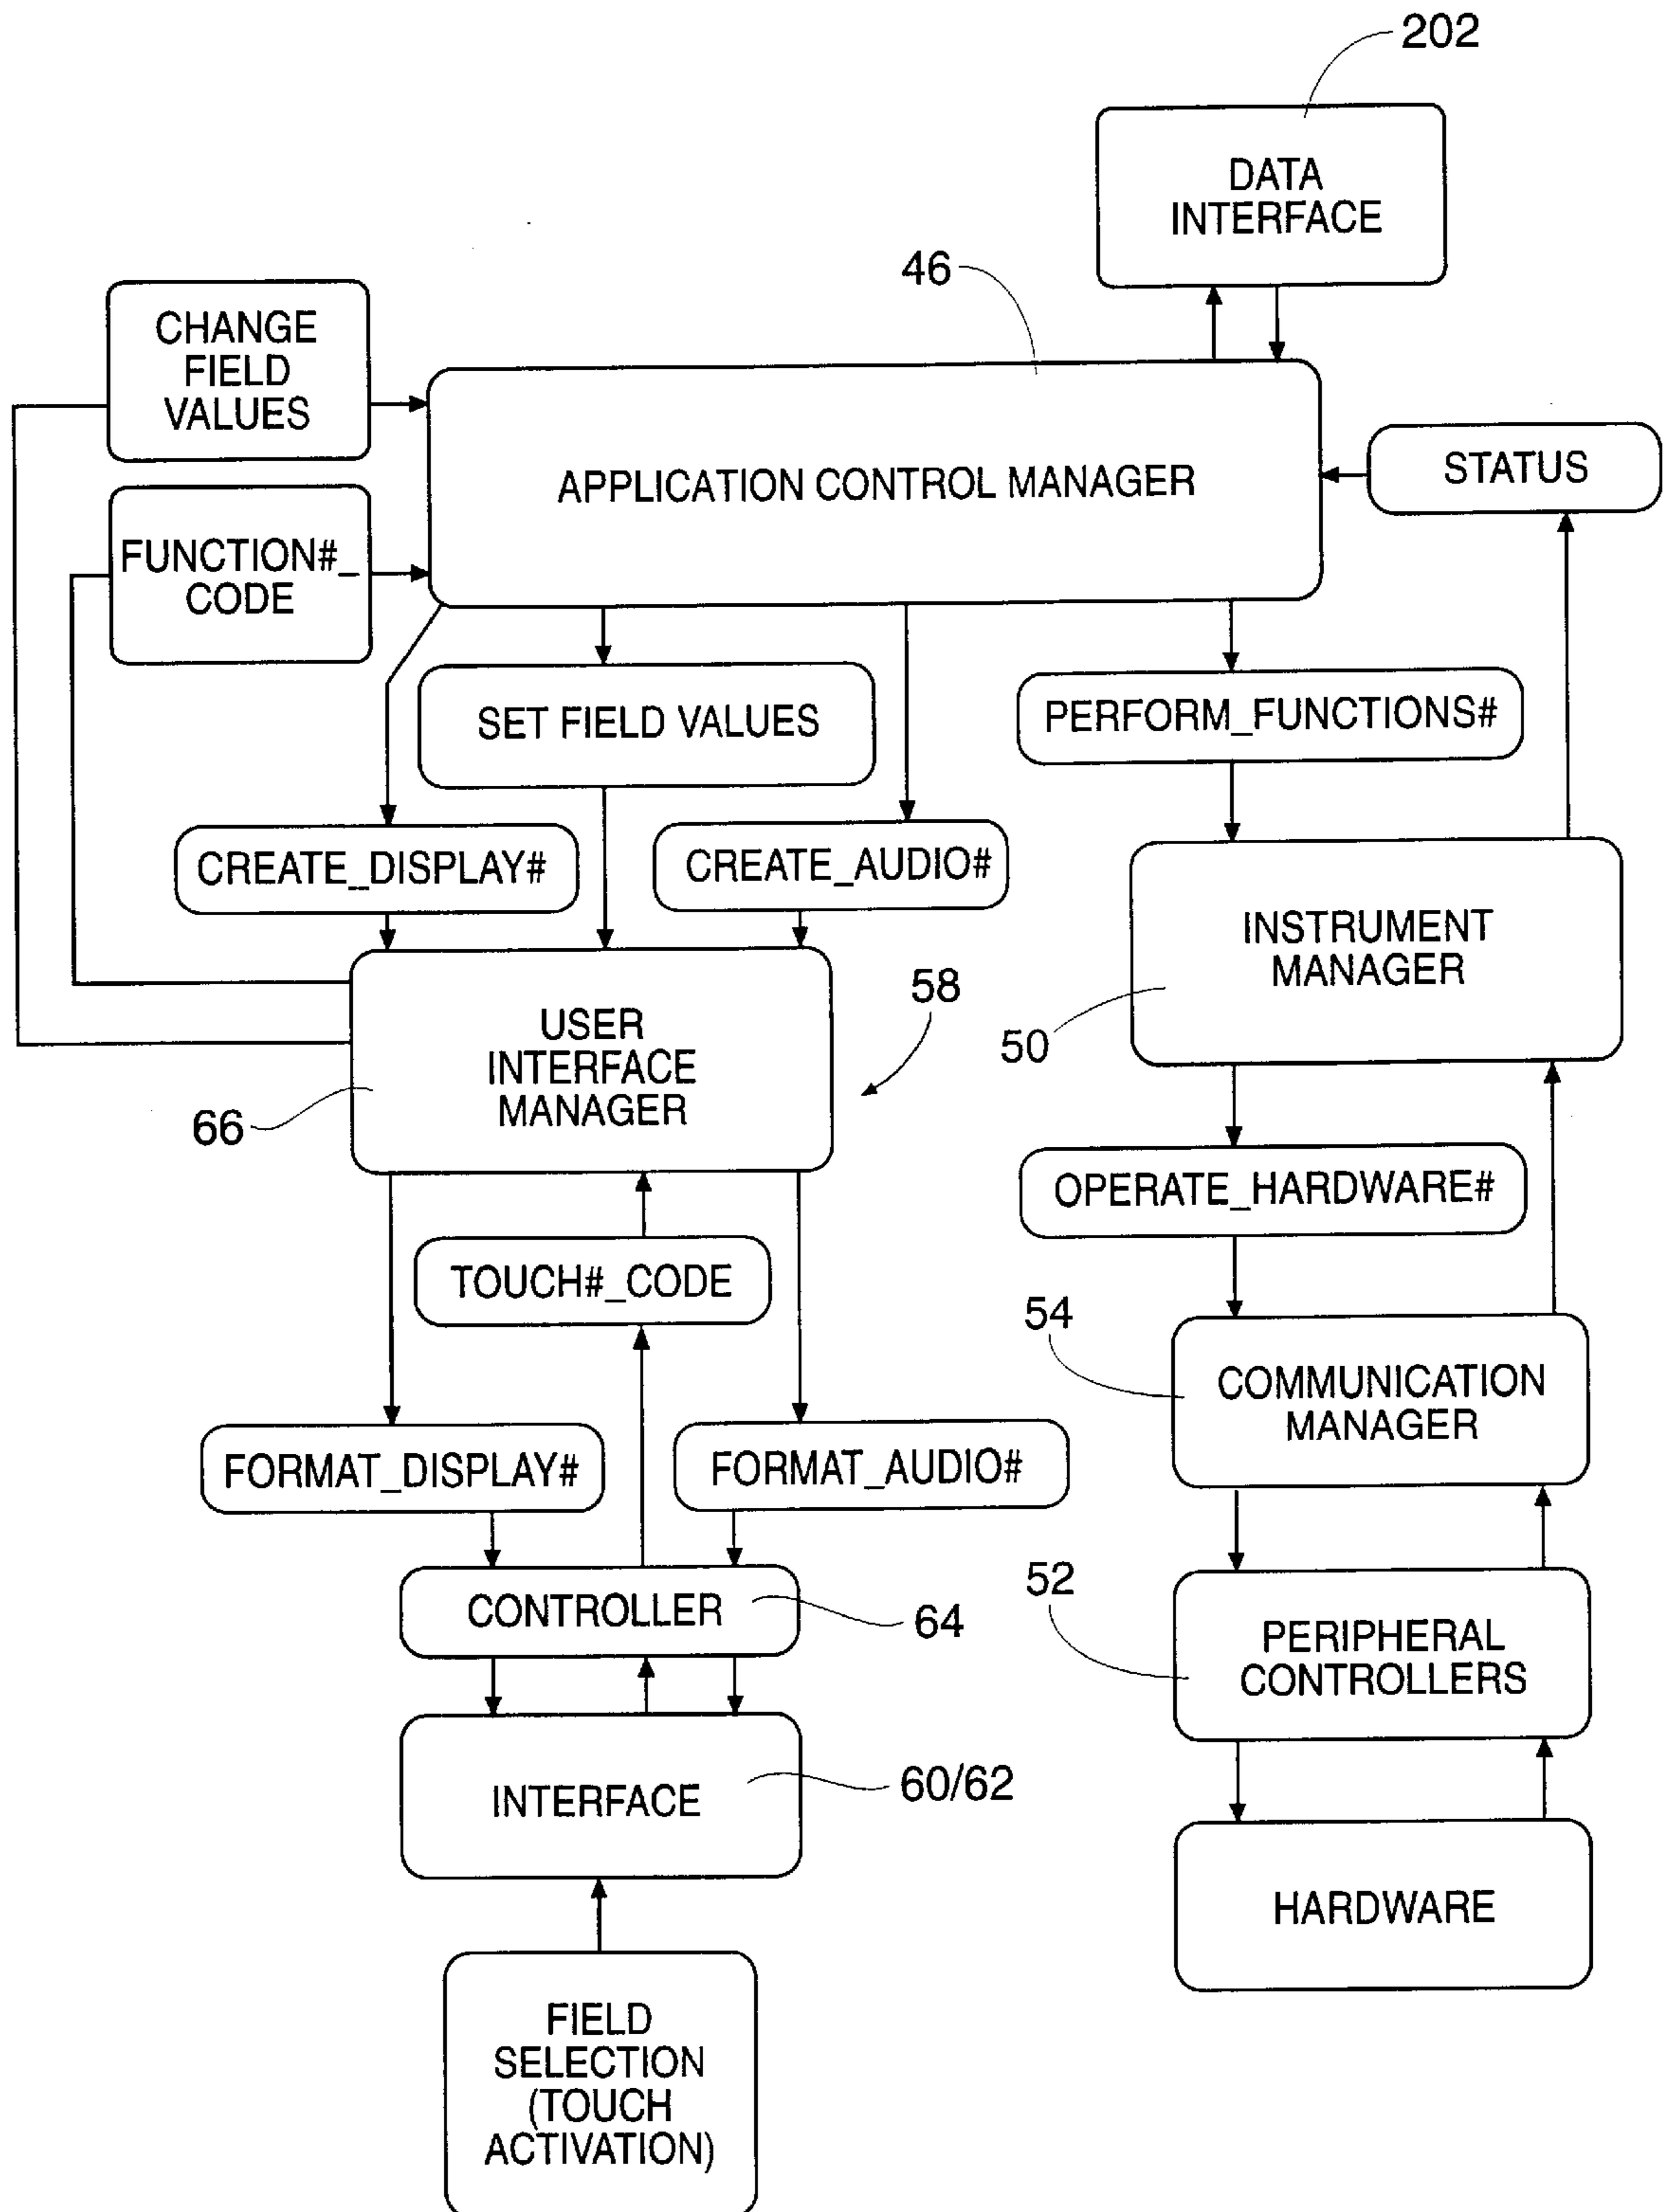 202
DATA
INTERFACE
46
CHANGE
FIELD
VALUES
APPLICATION CONTROL MANAGER
STATUS
FUNCTION#_
CODE
SET FIELD VALUES
PERFORM_FUNCTIONS#
CREATE_DISPLAY#
CREATE_AUDIO#
INSTRUMENT
MANAGER
50
USER
INTERFACE
MANAGER
58
66
OPERATE_HARDWARE#
TOUCH#_CODE
54
COMMUNICATION
MANAGER
FORMAT_DISPLAY#
FORMAT_AUDIO#
CONTROLLER
64
52
PERIPHERAL
CONTROLLERS
INTERFACE
60/62
HARDWARE
FIELD
SELECTION
(TOUCH
ACTIVATION)